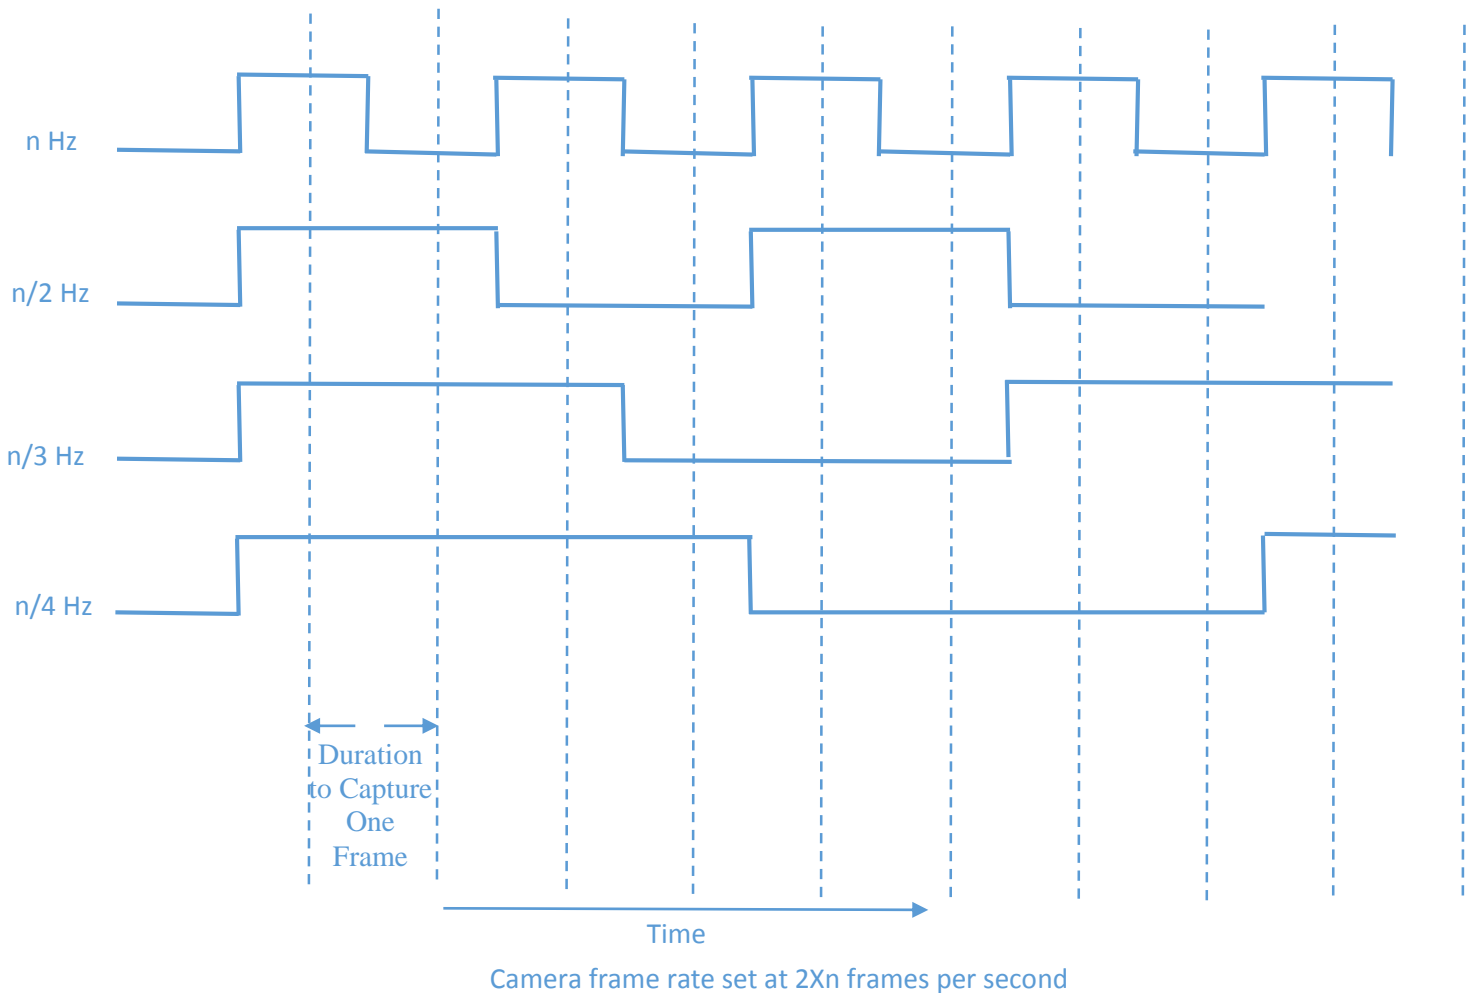 n Hz
n/2 Hz
n/3 Hz
n/4 Hz
Duration
to Capture
One
Frame
Time
Camera frame rate set at 2Xn frames per second